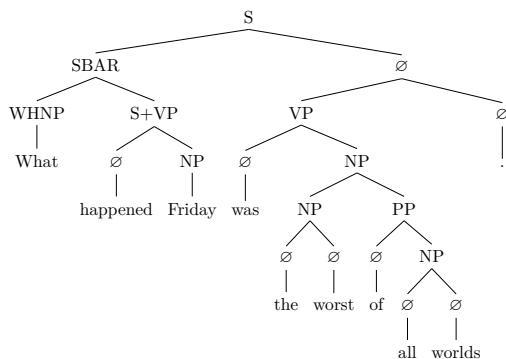 S
SBAR ∅
WHNP S+VP VP ∅
What ∅ NP ∅ NP .
happened Friday was NP PP
∅ ∅ ∅ NP
the worst of ∅ ∅
all worlds